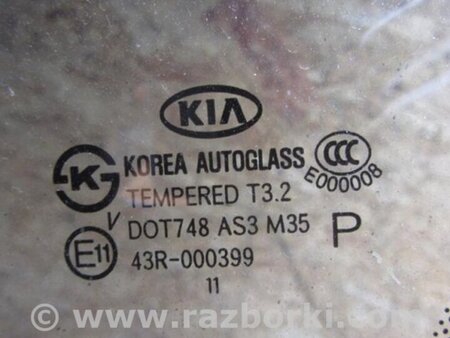 KIA
K KOREA AUTOGLASS CCC
E000008
TEMPERED T3.2
V DOT748 AS3 M35 P
E11 43R-000399
11
© www.razborki.com